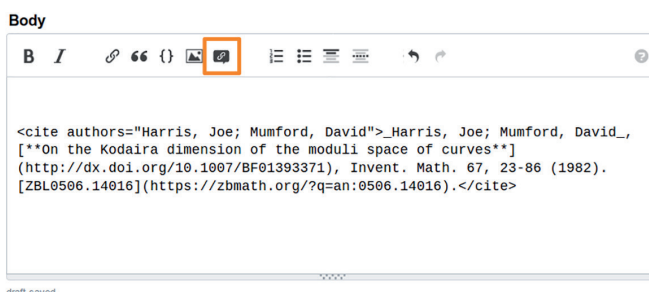 Body
B I
<cite authors="Harris, Joe; Mumford, David">_Harris, Joe; Mumford, David_,
[**On the Kodaira dimension of the moduli space of curves**]
(http://dx.doi.org/10.1007/BF01393371), Invent. Math. 67, 23-86 (1982).
[ZBL0506.14016](https://zbmath.org/?q=an:0506.14016).</cite>
draft saved